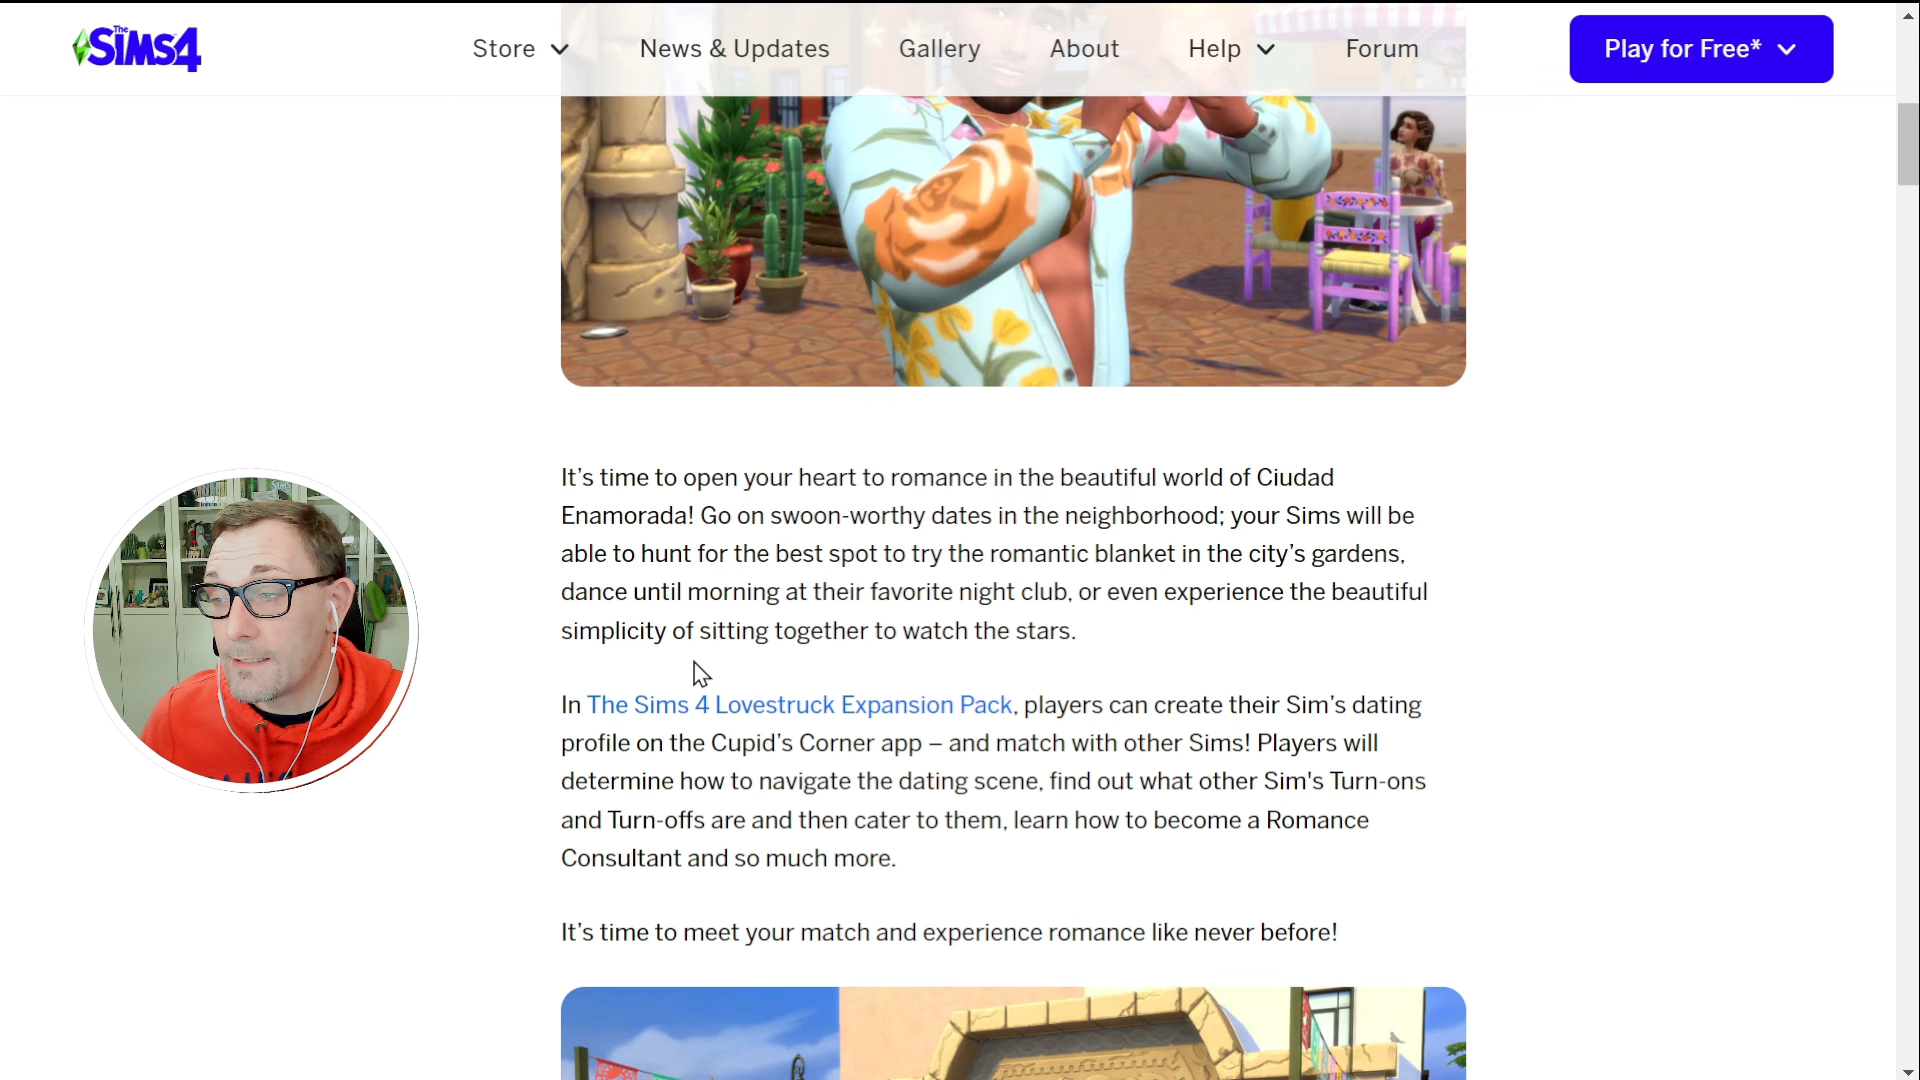 The Sims 4
Store
News & Updates
Gallery
About
Help
Forum
Play for Free*
It’s time to open your heart to romance in the beautiful world of Ciudad
Enamorada! Go on swoon-worthy dates in the neighborhood; your Sims will be
able to hunt for the best spot to try the romantic blanket in the city’s gardens,
dance until morning at their favorite night club, or even experience the beautiful
simplicity of sitting together to watch the stars.
In The Sims 4 Lovestruck Expansion Pack, players can create their Sim’s dating
profile on the Cupid’s Corner app – and match with other Sims! Players will
determine how to navigate the dating scene, find out what other Sim's Turn-ons
and Turn-offs are and then cater to them, learn how to become a Romance
Consultant and so much more.
It’s time to meet your match and experience romance like never before!